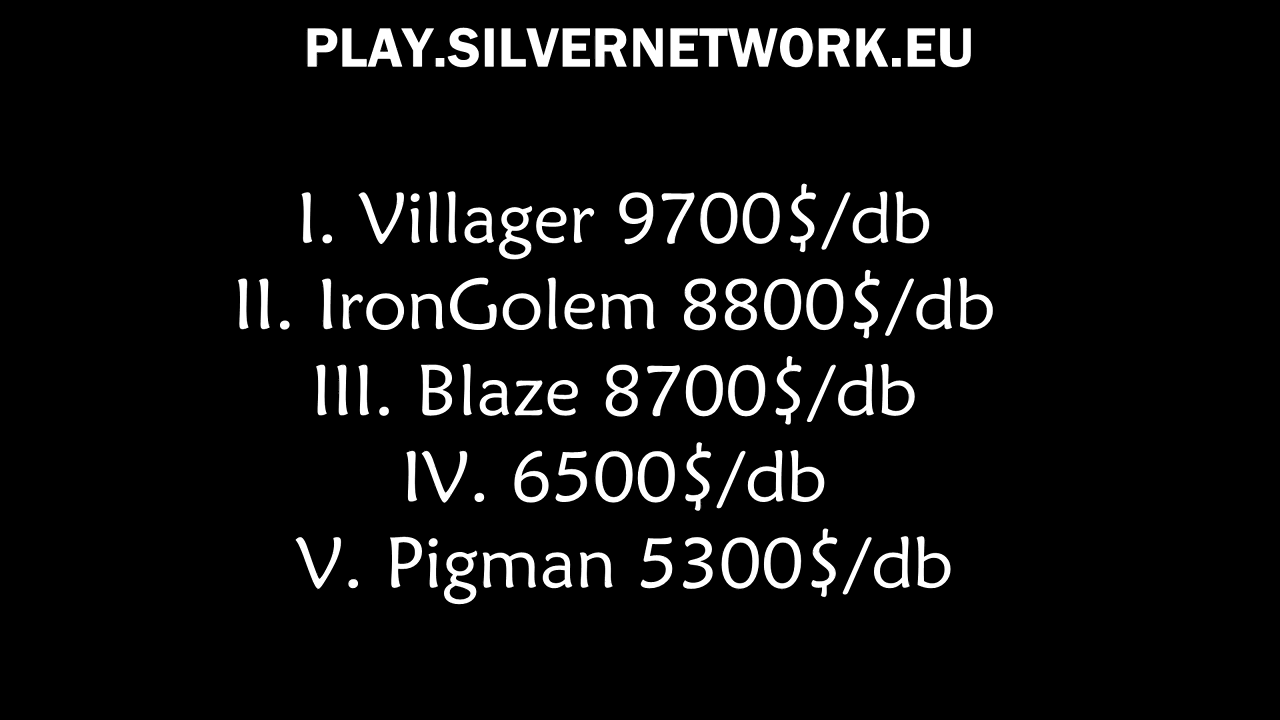 PLAY.SILVERNETWORK.EU
I. Villager 9700$/db
II. IronGolem 8800$/db
III. Blaze 8700$/db
IV. 6500$/db
V. Pigman 5300$/db